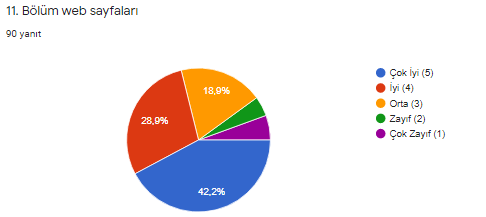 11. Bölüm web sayfaları
90 yanıt
18,9%
28,9%
42,2%
Çok İyi (5)
İyi (4)
Orta (3)
Zayıf (2)
Çok Zayıf (1)